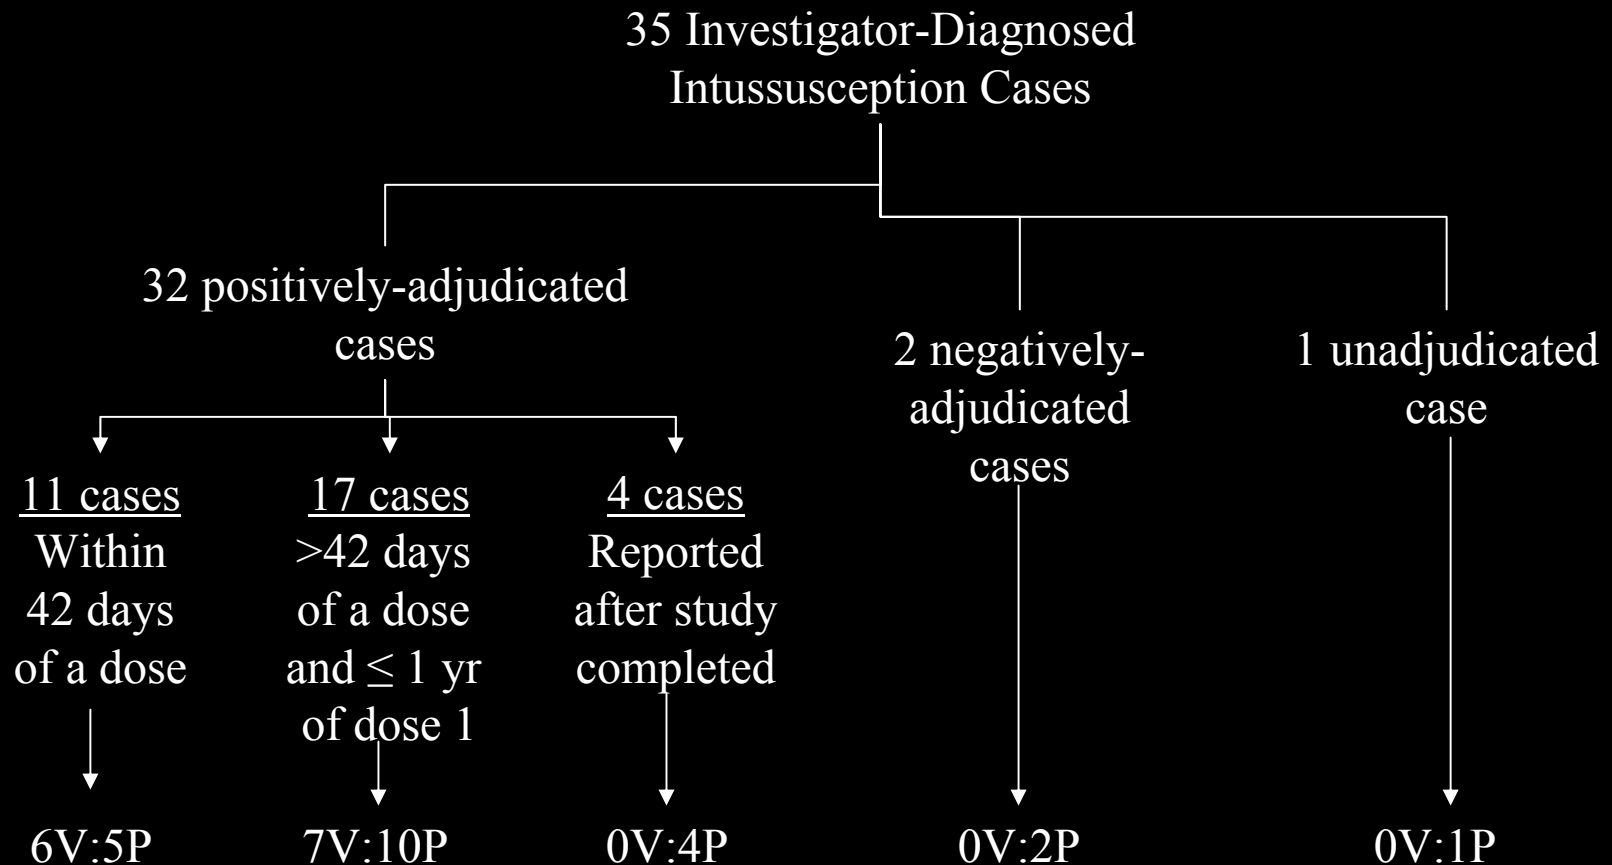 35 Investigator-Diagnosed
Intussusception Cases
32 positively-adjudicated
cases
2 negatively-
adjudicated
cases
1 unadjudicated
case
11 cases
Within
42 days
of a dose
17 cases
>42 days
of a dose
and ≤ 1 yr
of dose 1
4 cases
Reported
after study
completed
6V:5P
7V:10P
0V:4P
0V:2P
0V:1P